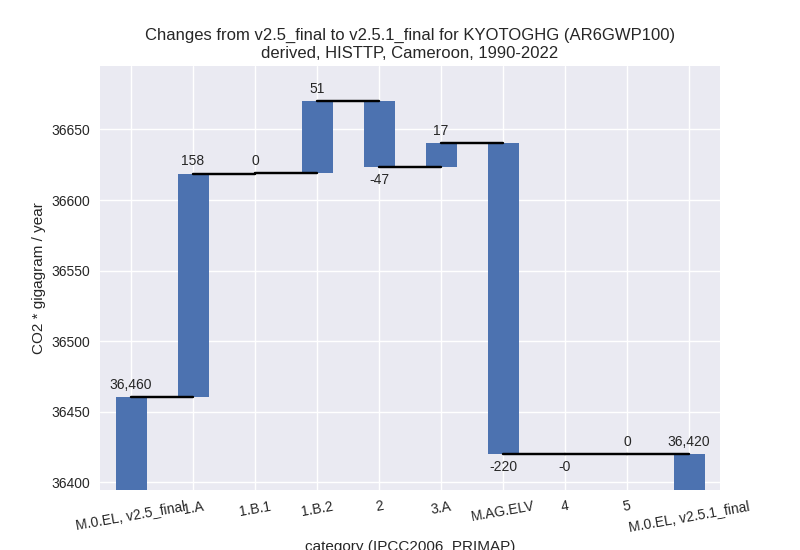 Changes from v2.5_final to v2.5.1_final for KYOTOGHG (AR6GWP100)
derived, HISTTP, Cameroon, 1990-2022
CO2 * gigagram / year
36650
36600
36550
36500
36450
36400
36,460
158
0
51
-47
17
-220
-0
0
36,420
M.0.EL, v2.5_final
1.A
1.B.1
1.B.2
2
3.A
M.AG.ELV
4
5
M.0.EL, v2.5.1_final
category (IPCC2006_PRIMAP)